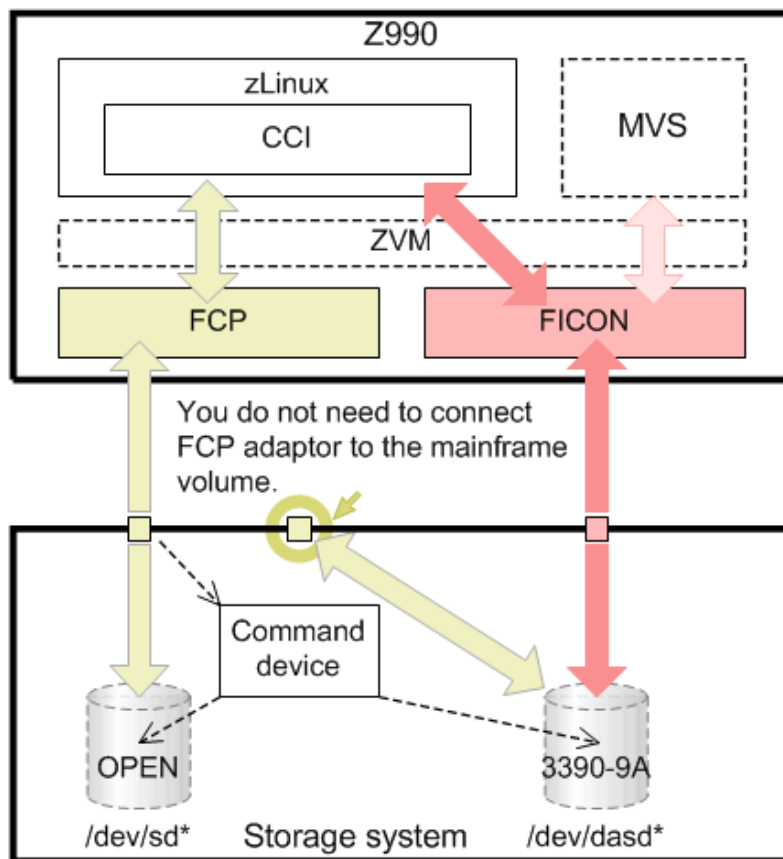 Z990
zLinux
CCI
MVS
ZVM
FCP
FICON
You do not need to connect
FCP adaptor to the mainframe
volume.
Command
device
OPEN
3390-9A
/dev/sd*
Storage system
/dev/dasd*